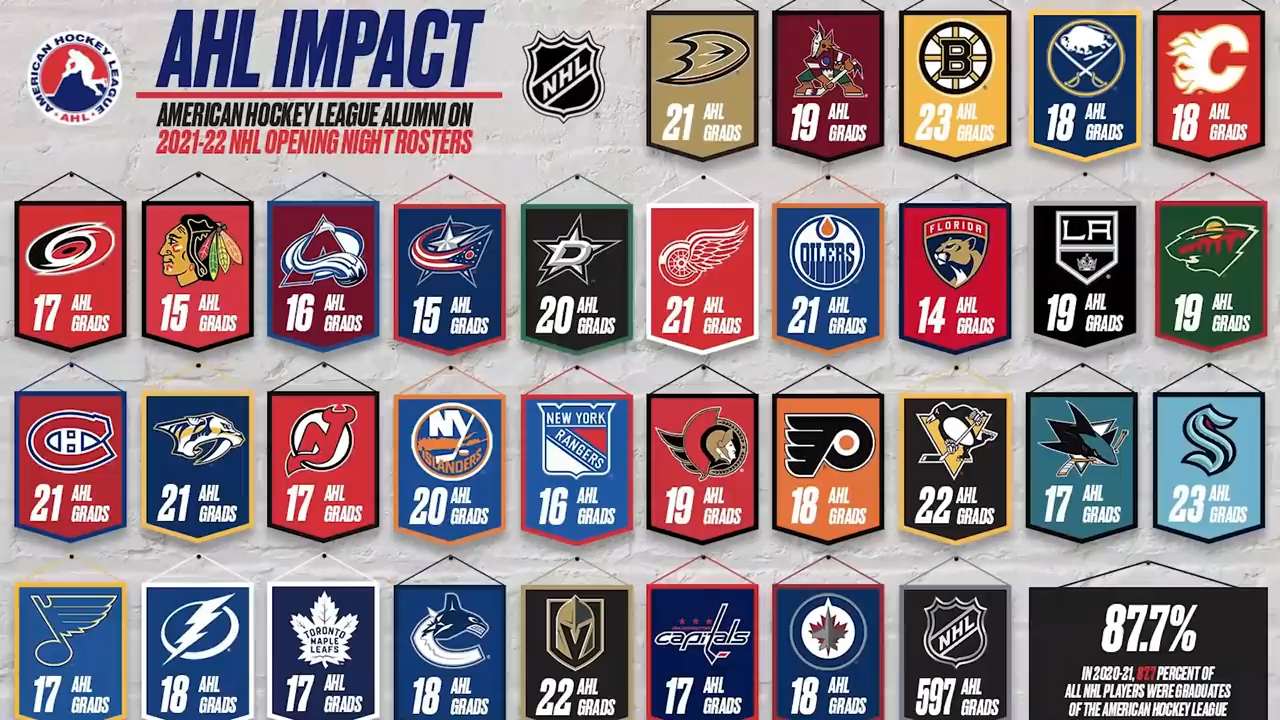 AMERICAN HOCKEY LEAGUE
AHL
AHL IMPACT
AMERICAN HOCKEY LEAGUE ALUMNI ON
2021-22 NHL OPENING NIGHT ROSTERS
NHL
21 AHL GRADS
19 AHL GRADS
B
23 AHL GRADS
18 AHL GRADS
C
18 AHL GRADS
17 AHL GRADS
15 AHL GRADS
A
16 AHL GRADS
15 AHL GRADS
D
20 AHL GRADS
21 AHL GRADS
OILERS
21 AHL GRADS
FLORIDA
14 AHL GRADS
LA
19 AHL GRADS
19 AHL GRADS
CH
21 AHL GRADS
21 AHL GRADS
NJ
17 AHL GRADS
NY
ISLANDERS
20 AHL GRADS
NEW YORK
RANGERS
16 AHL GRADS
19 AHL GRADS
P
18 AHL GRADS
22 AHL GRADS
17 AHL GRADS
S
23 AHL GRADS
17 AHL GRADS
18 AHL GRADS
TORONTO
MAPLE
LEAFS
17 AHL GRADS
18 AHL GRADS
22 AHL GRADS
WASHINGTON
capitals
17 AHL GRADS
18 AHL GRADS
NHL
597 AHL GRADS
87.7%
IN 2020-21, 87.7 PERCENT OF
ALL NHL PLAYERS WERE GRADUATES
OF THE AMERICAN HOCKEY LEAGUE